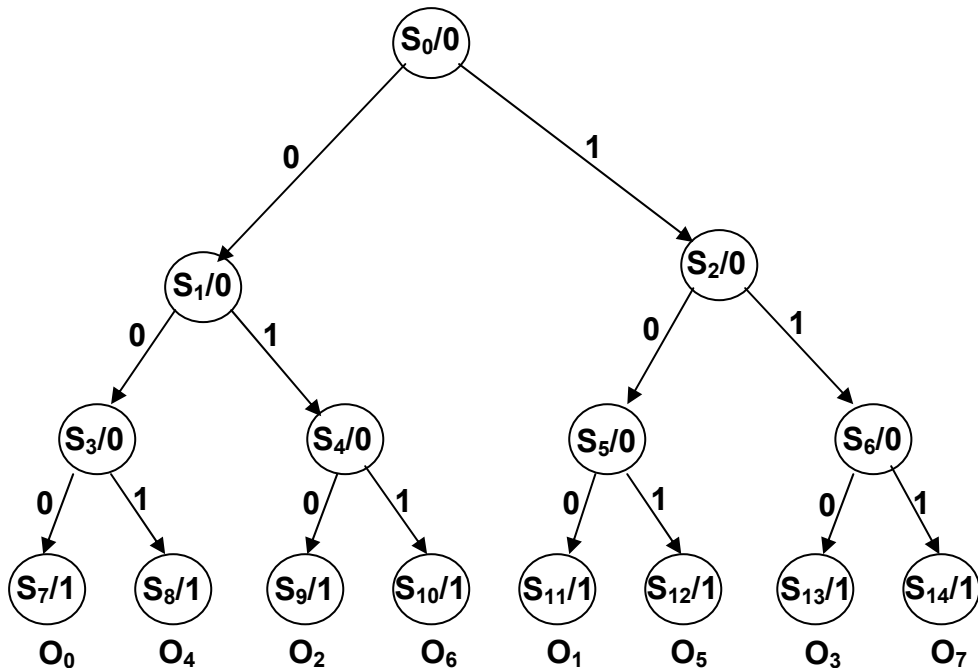 S₀/0
0 1
S₁/0 S₂/0
0 1 0 1
S₃/0 S₄/0 S₅/0 S₆/0
0 1 0 1 0 1 0 1
S₇/1 S₈/1 S₉/1 S₁₀/1 S₁₁/1 S₁₂/1 S₁₃/1 S₁₄/1
O₀ O₄ O₂ O₆ O₁ O₅ O₃ O₇